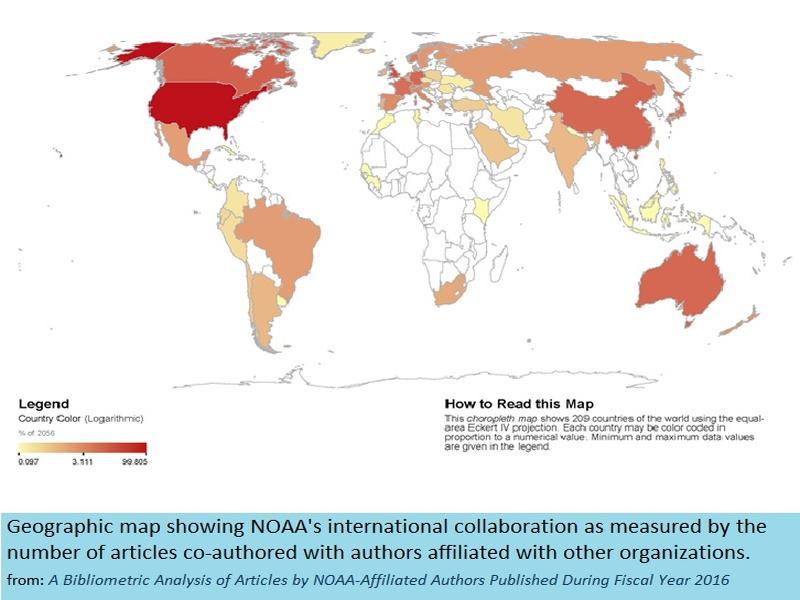 Legend
Country Color (Logarithmic)
% of 2056
0.097 3.111 99.805
How to Read this Map
This choropleth map shows 209 countries of the world using the equal-
area Eckert IV projection. Each country may be color coded in
proportion to a numerical value. Minimum and maximum data values
are given in the legend.
Geographic map showing NOAA's international collaboration as measured by the
number of articles co-authored with authors affiliated with other organizations.
from: A Bibliometric Analysis of Articles by NOAA-Affiliated Authors Published During Fiscal Year 2016